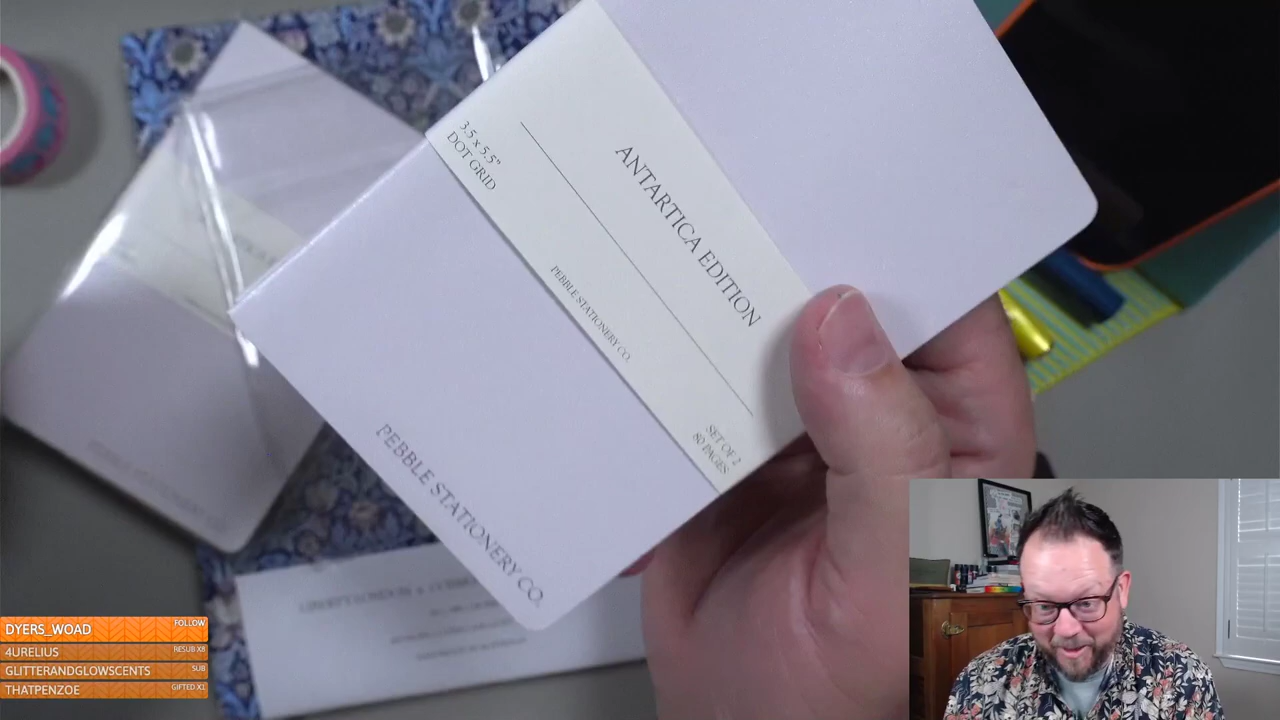 3.5 x 5.5"
DOT GRID
ANTARTICA EDITION
PEBBLE STATIONERY CO.
SET OF 2
80 PAGES
PEBBLE STATIONERY CO.
DYERS_WOAD FOLLOW
4URELIUS RESUB X8
GLITTERANDGLOWSCENTS SUB
THATPENZOE GIFTED X1